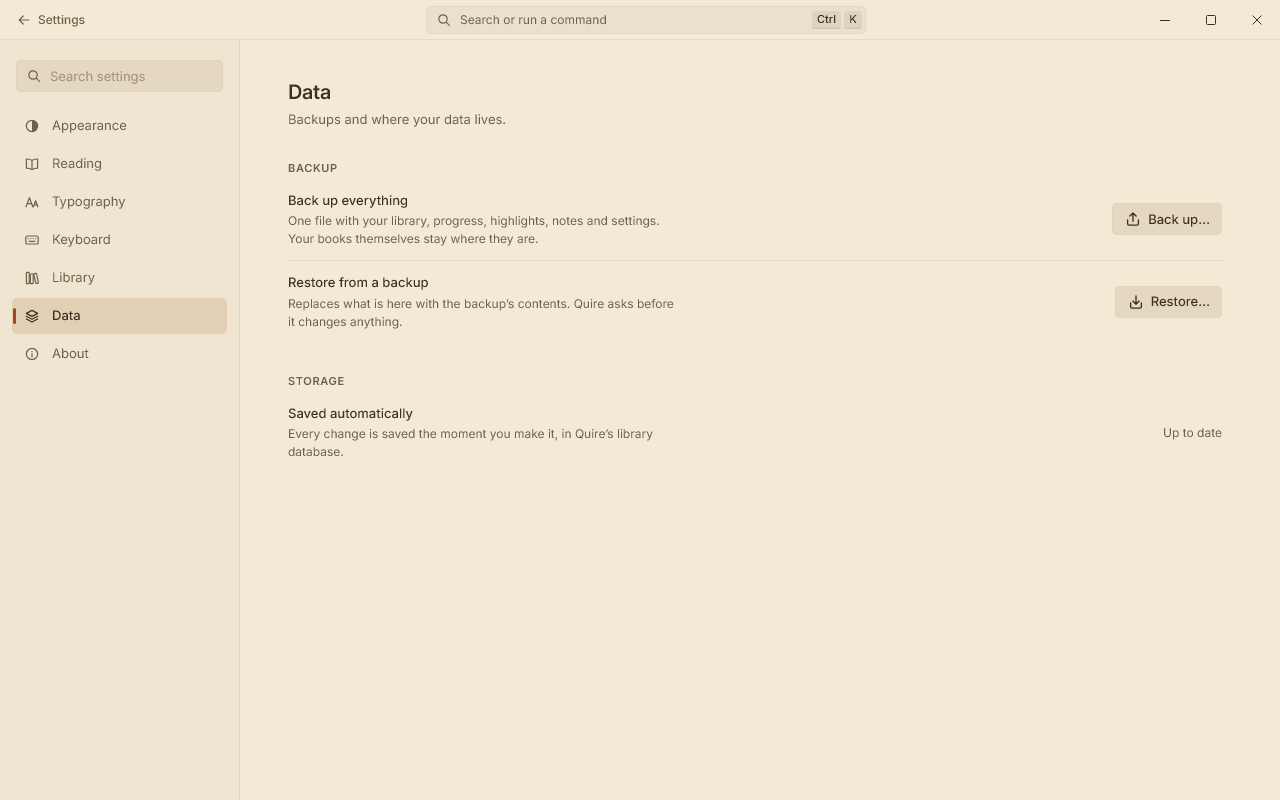 Settings
Search or run a command
Ctrl K
Search settings
Appearance
Reading
Typography
Keyboard
Library
Data
About
Data
Backups and where your data lives.
BACKUP
Back up everything
One file with your library, progress, highlights, notes and settings.
Your books themselves stay where they are.
Back up...
Restore from a backup
Replaces what is here with the backup’s contents. Quire asks before
it changes anything.
Restore...
STORAGE
Saved automatically
Every change is saved the moment you make it, in Quire’s library
database.
Up to date